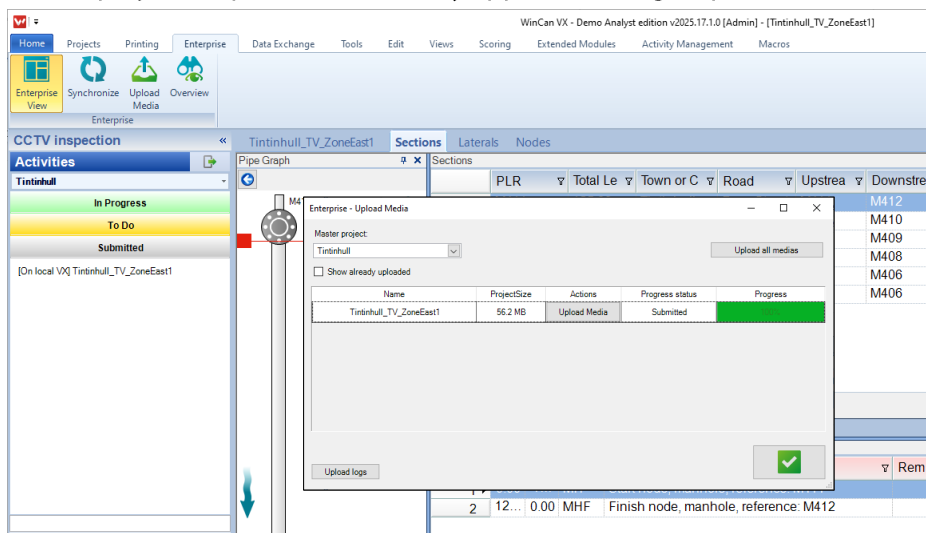 WinCan VX - Demo Analyst edition v2025.17.1.0 [Admin] - [Tintinhull_TV_ZoneEast1]
Home Projects Printing Enterprise Data Exchange Tools Edit Views Scoring Extended Modules Activity Management Macros
Enterprise View
Synchronize
Upload Media
Overview
Enterprise
CCTV inspection «
Tintinhull_TV_ZoneEast1 Sections Laterals Nodes
Activities
Pipe Graph
Sections
Tintinhull
PLR Total Le Town or C Road Upstrea Downstre
In Progress
To Do
Submitted
[On local VX] Tintinhull_TV_ZoneEast1
M412
M410
M409
M408
M406
M406
Enterprise - Upload Media
Master project:
Tintinhull
Upload all medias
Show already uploaded
Name ProjectSize Actions Progress status Progress
Tintinhull_TV_ZoneEast1 56.2 MB Upload Media Submitted
Upload logs
Rem
2 12... 0.00 MHF Finish node, manhole, reference: M412